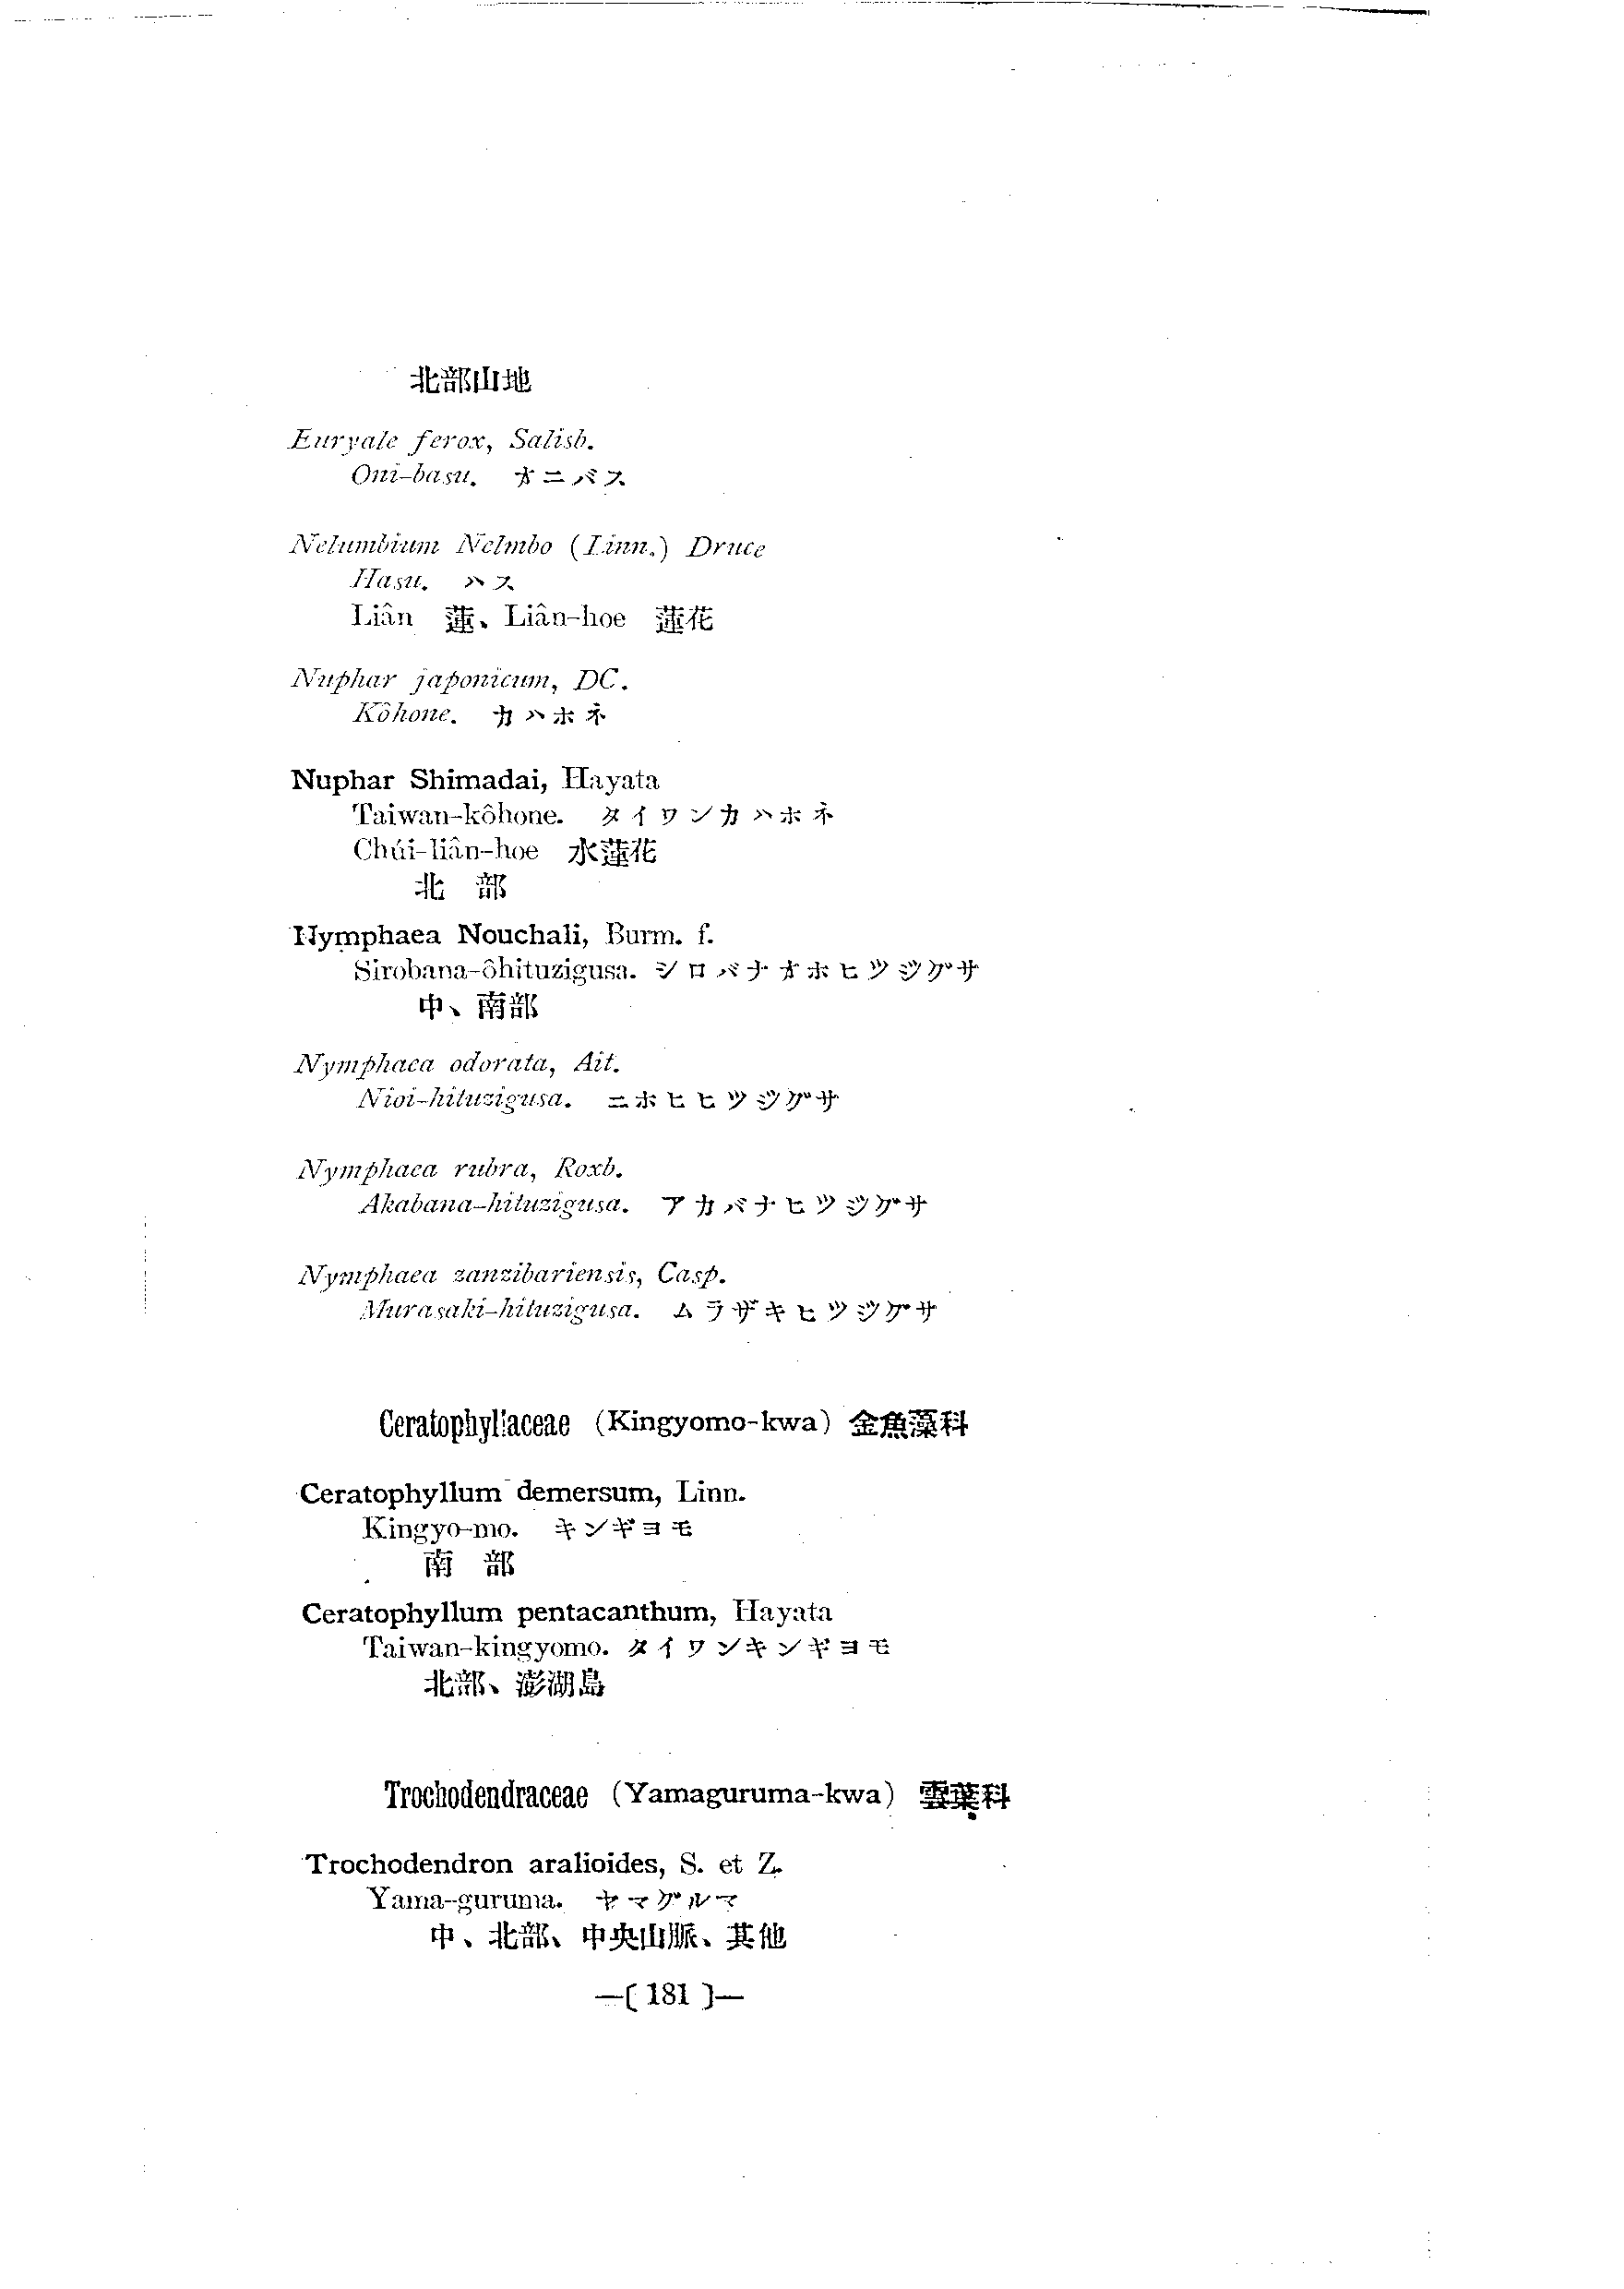 北部山地
Euryale ferox, Salisb.
Oni-basu. オニバス
Nelumbium Nelmbo (Linn.) Druce
Hasu. ハス
Liân 蓮、Liân-hoe 蓮花
Nuphar japonicum, DC.
Kôhone. カハホネ
Nuphar Shimadai, Hayata
Taiwan-kôhone. タイワンカハホネ
Chúi-liân-hoe 水蓮花
北 部
Nymphaea Nouchali, Burm. f.
Sirobana-ôhituzigusa. シロバナオホヒツジグサ
中、南部
Nymphaea odorata, Ait.
Nioi-hituzigusa. ニホヒヒツジグサ
Nymphaea rubra, Roxb.
Akabana-hituzigusa. アカバナヒツジグサ
Nymphaea zanzibariensis, Casp.
Murasaki-hituzigusa. ムラザキヒツジグサ
Ceratophyllaceae (Kingyomo-kwa) 金魚藻科
Ceratophyllum demersum, Linn.
Kingyo-mo. キンギヨモ
南 部
Ceratophyllum pentacanthum, Hayata
Taiwan-kingyomo. タイワンキンギヨモ
北部、澎湖島
Trochodendraceae (Yamaguruma-kwa) 雲葉科
Trochodendron aralioides, S. et Z.
Yama-guruma. ヤマグルマ
中、北部、中央山脈、其他
—( 181 )—